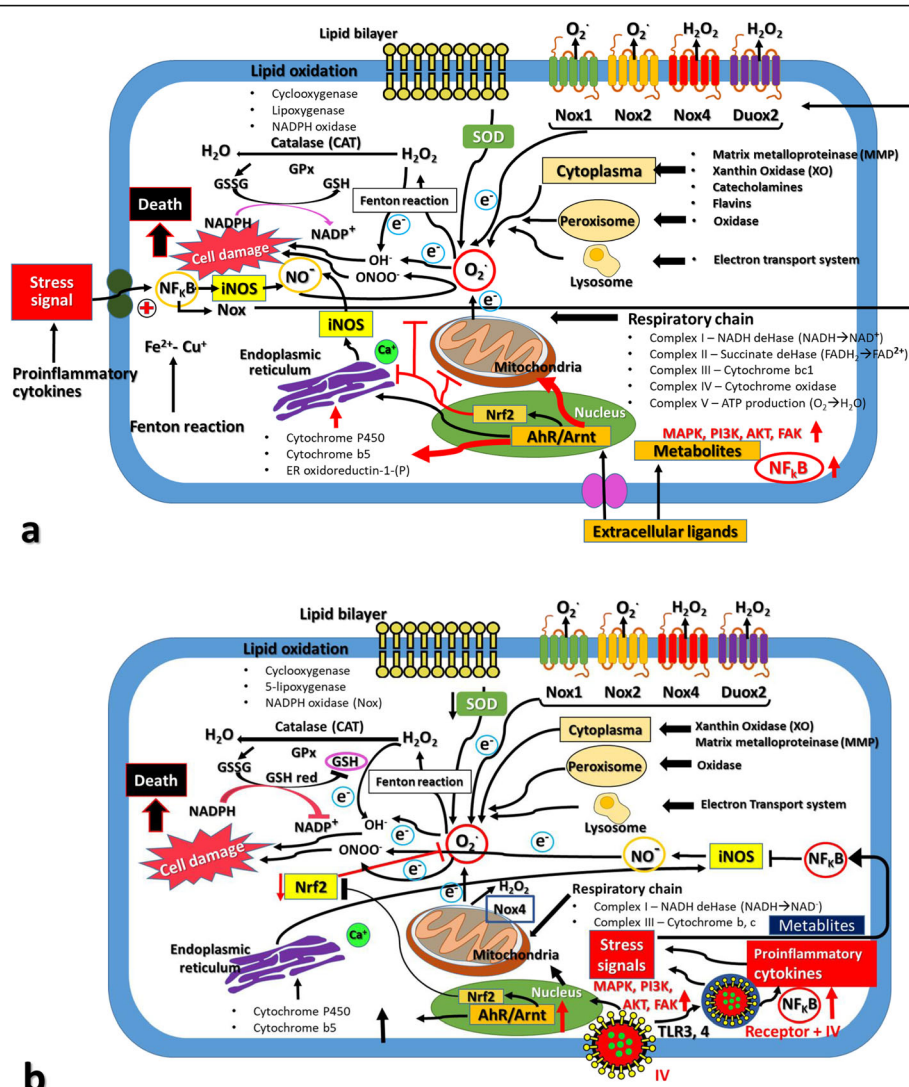 Lipid bilayer
O₂˙
O₂˙
H₂O₂
H₂O₂
Lipid oxidation
• Cyclooxygenase
• Lipoxygenase
• NADPH oxidase
Nox1
Nox2
Nox4
Duox2
Catalase (CAT)
SOD
H₂O
H₂O₂
GPx
GSSG
GSH
Cytoplasma
• Matrix metalloproteinase (MMP)
• Xanthin Oxidase (XO)
• Catecholamines
• Flavins
• Oxidase
Death
Fenton reaction
e⁻
Peroxisome
NADPH
NADP⁺
e⁻
e⁻
Cell damage
OH⁻
ONOO⁻
O₂˙
Lysosome
• Electron transport system
Stress
signal
NFₖB
iNOS
NO⁻
e⁻
Nox
iNOS
Respiratory chain
• Complex I – NADH deHase (NADH→NAD⁺)
• Complex II – Succinate deHase (FADH₂→FAD²⁺)
• Complex III – Cytochrome bc1
• Complex IV – Cytochrome oxidase
• Complex V – ATP production (O₂→H₂O)
Fe²⁺- Cu⁺
Endoplasmic
reticulum
Ca⁺
Mitochondria
Proinflammatory
cytokines
Nrf2
Nucleus
Fenton reaction
• Cytochrome P450
• Cytochrome b5
• ER oxidoreductin-1-(P)
AhR/Arnt
MAPK, PI3K, AKT, FAK
Metabolites
NFₖB
a
Extracellular ligands
Lipid bilayer
O₂˙
O₂˙
H₂O₂
H₂O₂
Lipid oxidation
• Cyclooxygenase
• 5-lipoxygenase
• NADPH oxidase (Nox)
SOD
Nox1
Nox2
Nox4
Duox2
Catalase (CAT)
H₂O
H₂O₂
e⁻
Cytoplasma
Xanthin Oxidase (XO)
Matrix metalloproteinase (MMP)
GPx
GSH
GSSG
GSH red
Fenton reaction
Peroxisome
Oxidase
Death
NADPH
e⁻
NADP⁺
OH⁻
e⁻
Lysosome
Electron Transport system
Cell damage
ONOO⁻
O₂˙
e⁻
NO⁻
iNOS
NFₖB
Nrf2
e⁻
e⁻
H₂O₂
Nox4
Respiratory chain
• Complex I – NADH deHase (NADH→NAD⁻)
• Complex III – Cytochrome b, c
Metablites
Endoplasmic
reticulum
Ca⁺
Mitochondria
Stress
signals
Proinflammatory
cytokines
MAPK, PI3K,
AKT, FAK
Nrf2
Nucleus
• Cytochrome P450
• Cytochrome b5
AhR/Arnt
NFₖB
TLR3, 4
Receptor + IV
IV
b